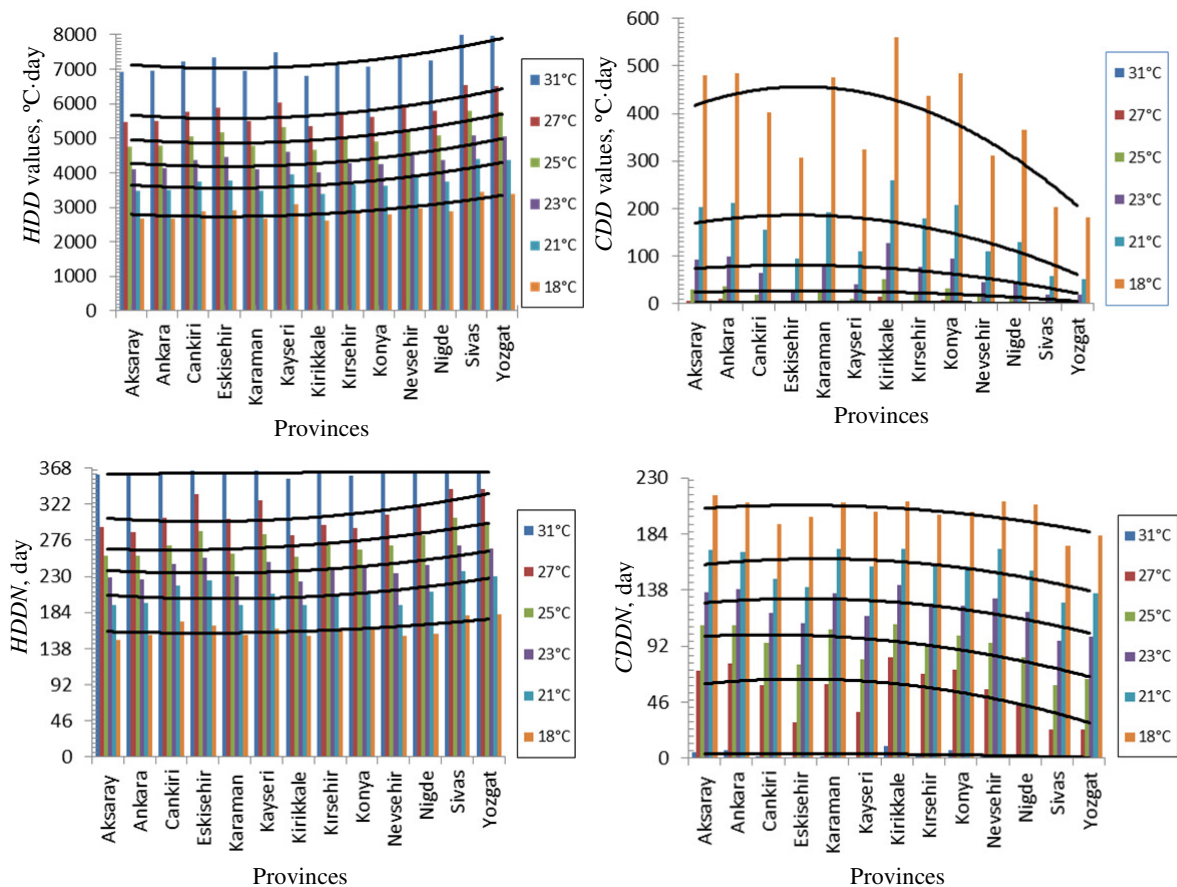 HDD values, ºC·day
8000
7000
6000
5000
4000
3000
2000
1000
0
Aksaray
Ankara
Cankiri
Eskisehir
Karaman
Kayseri
Kirikkale
Kırsehir
Konya
Nevsehir
Nigde
Sivas
Yozgat
Provinces
31°C
27°C
25°C
23°C
21°C
18°C
CDD values, ºC·day
600
500
400
300
200
100
0
Aksaray
Ankara
Cankiri
Eskisehir
Karaman
Kayseri
Kirikkale
Kırsehir
Konya
Nevsehir
Nigde
Sivas
Yozgat
Provinces
31°C
27°C
25°C
23°C
21°C
18°C
HDDN, day
368
322
276
230
184
138
92
46
0
Aksaray
Ankara
Cankiri
Eskisehir
Karaman
Kayseri
Kirikkale
Kırsehir
Konya
Nevsehir
Nigde
Sivas
Yozgat
Provinces
31°C
27°C
25°C
23°C
21°C
18°C
CDDN, day
230
184
138
92
46
0
Aksaray
Ankara
Cankiri
Eskisehir
Karaman
Kayseri
Kirikkale
Kırsehir
Konya
Nevsehir
Nigde
Sivas
Yozgat
Provinces
31°C
27°C
25°C
23°C
21°C
18°C